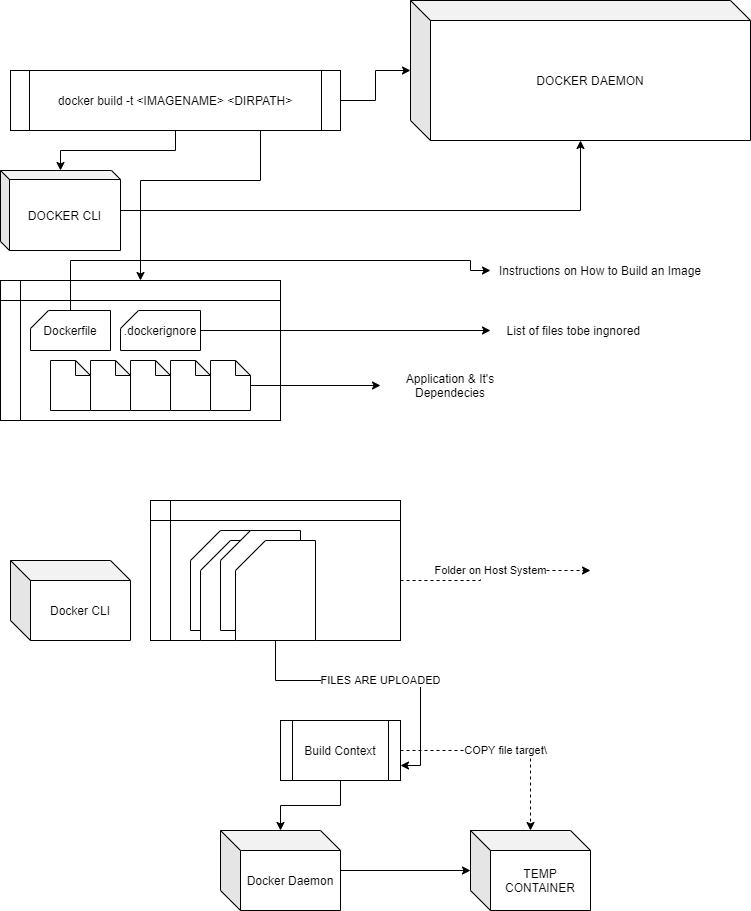 DOCKER DAEMON
docker build -t <IMAGENAME> <DIRPATH>
DOCKER CLI
Instructions on How to Build an Image
Dockerfile
.dockerignore
List of files tobe ingnored
Application & It's
Dependecies
Folder on Host System
Docker CLI
FILES ARE UPLOADED
Build Context
COPY file target\
Docker Daemon
TEMP
CONTAINER